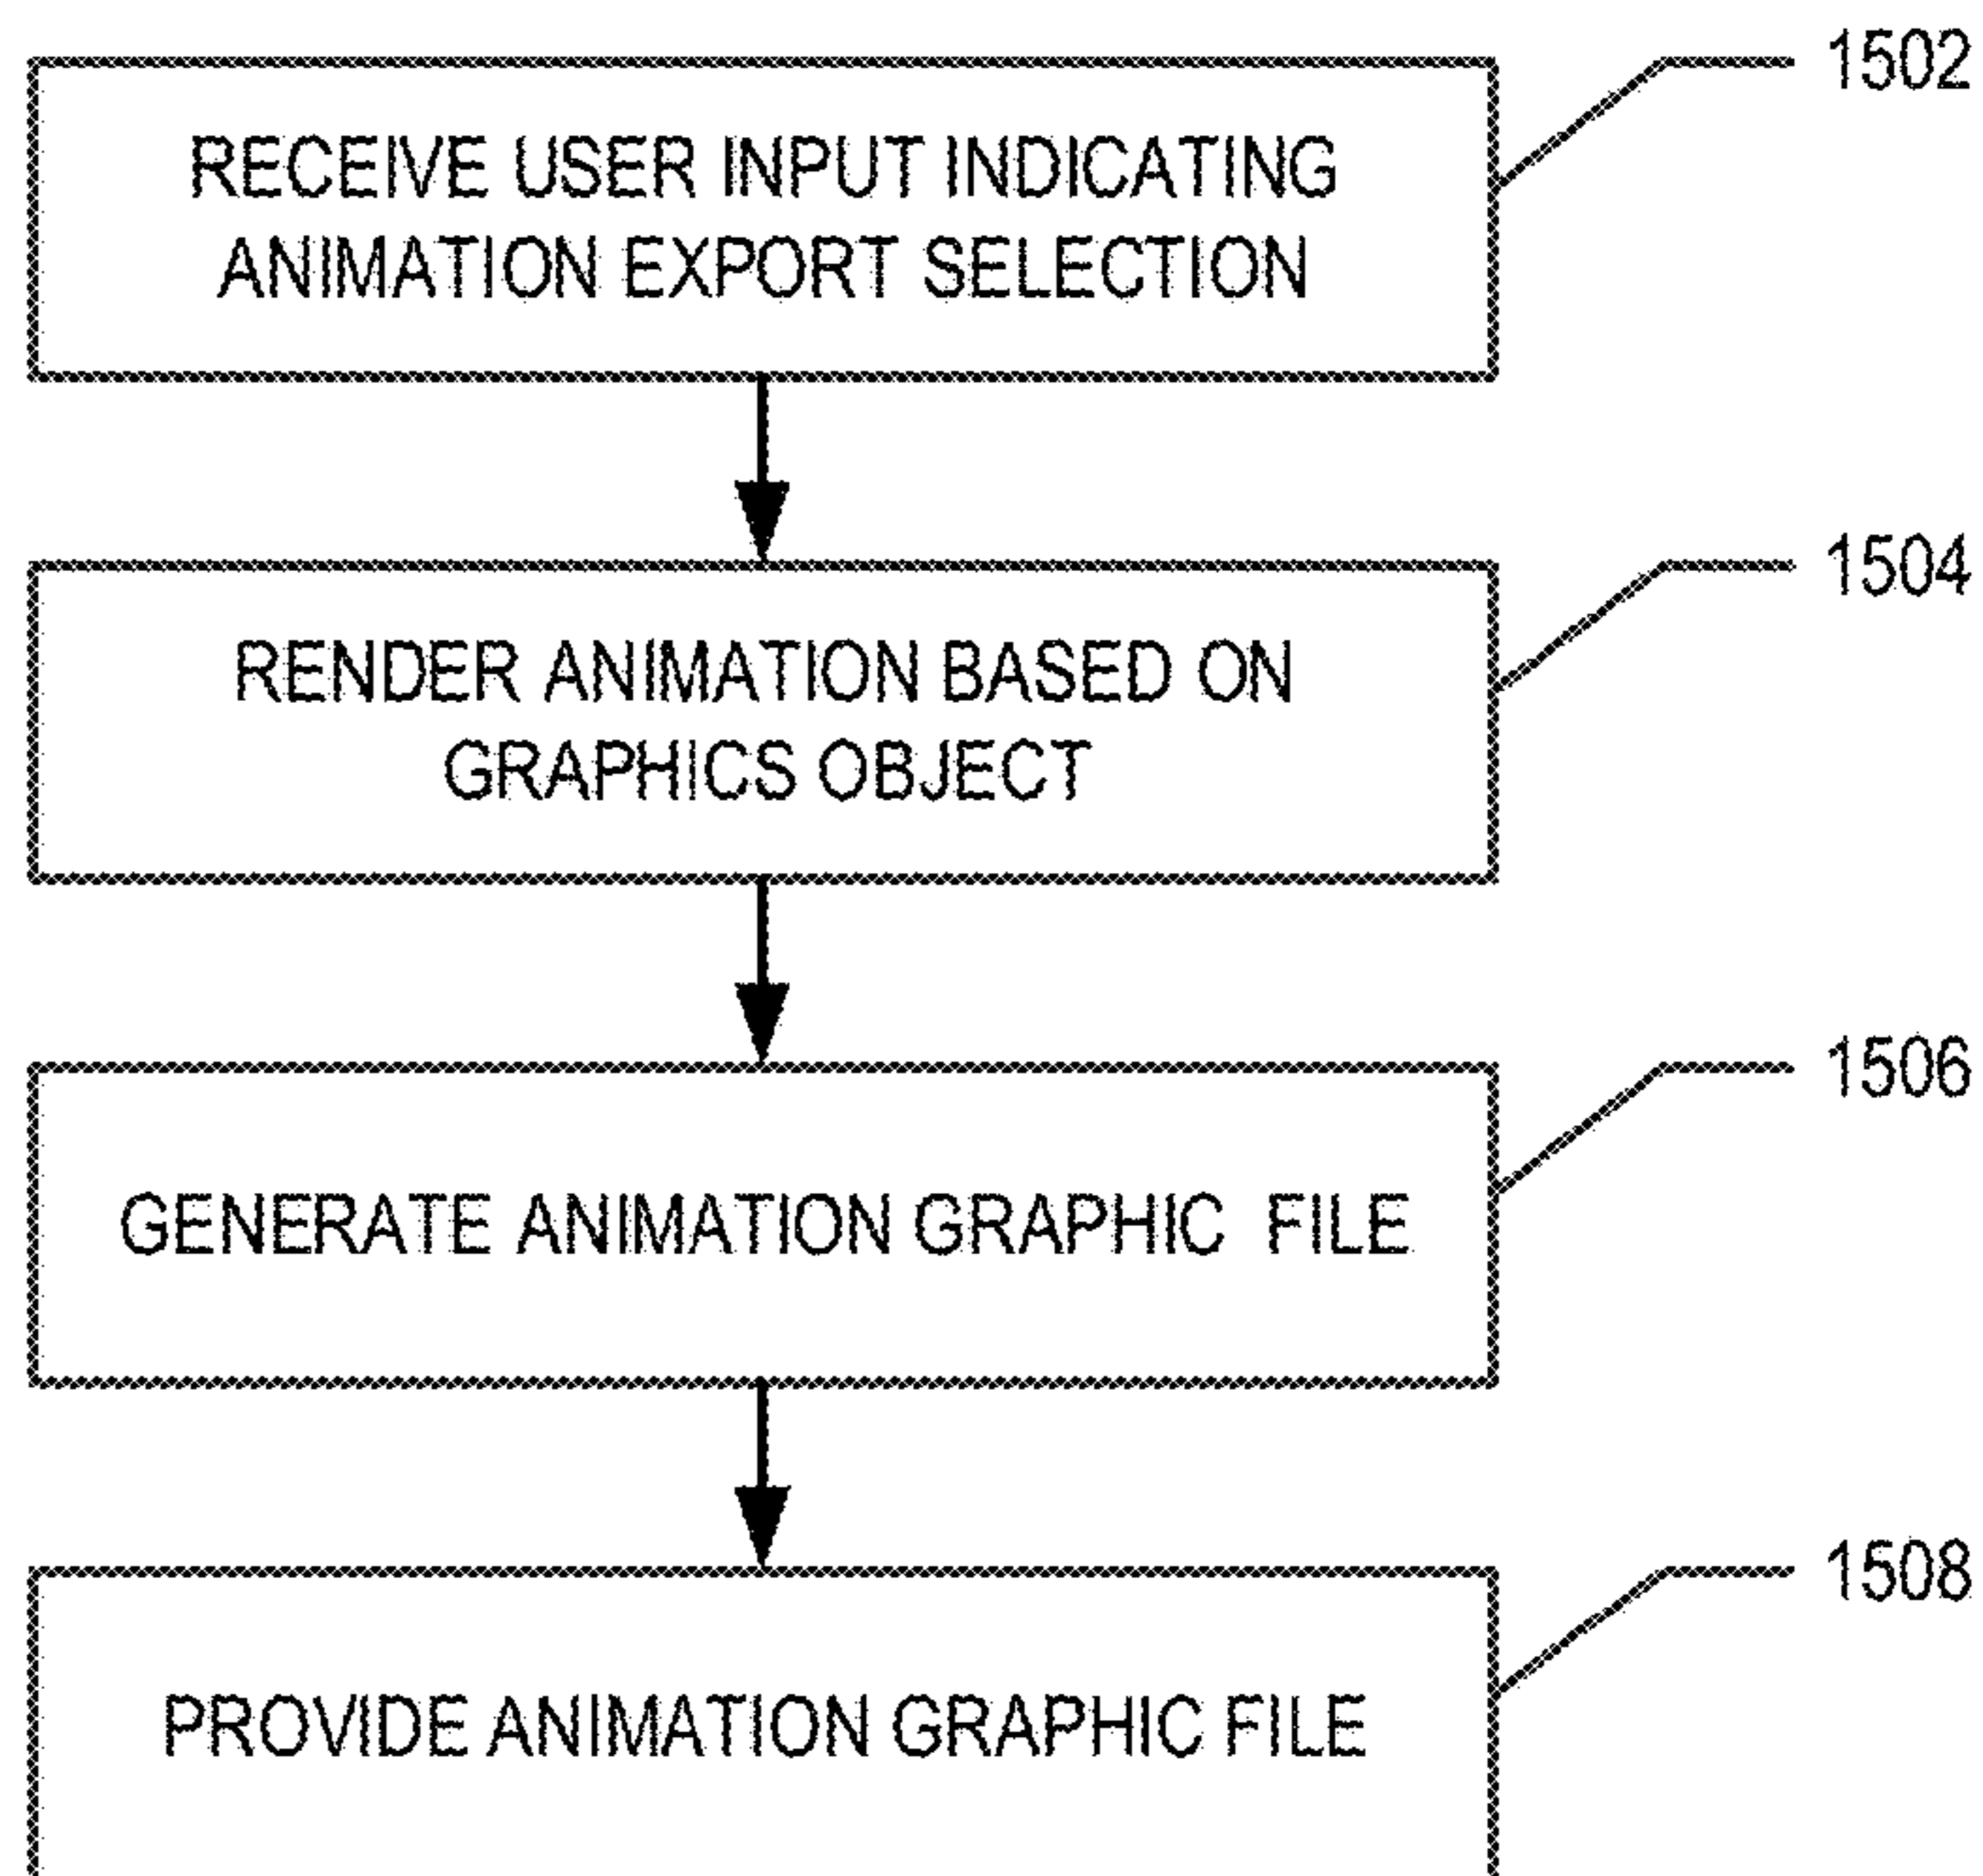 1502
RECEIVE USER INPUT INDICATING
ANIMATION EXPORT SELECTION
1504
RENDER ANIMATION BASED ON
GRAPHICS OBJECT
1506
GENERATE ANIMATION GRAPHIC FILE
1508
PROVIDE ANIMATION GRAPHIC FILE